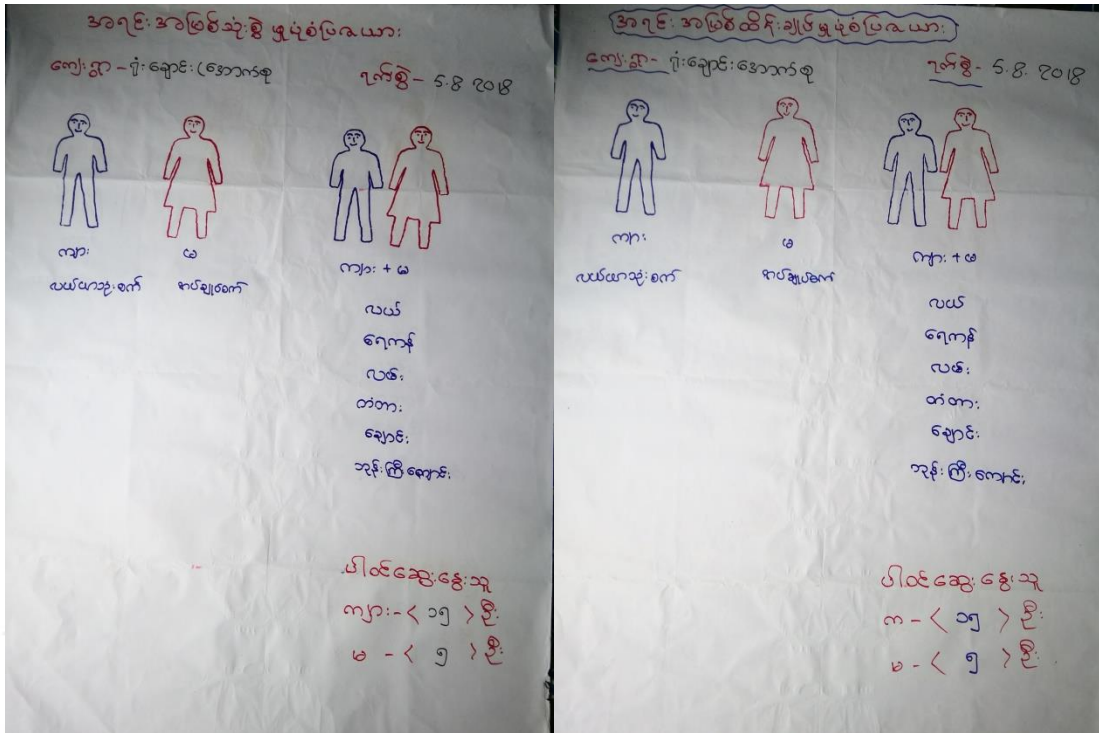 အရင်းအမြစ်သုံးစွဲမှုပုံစံပြဇယား
ကျေးရွာ - ရုံးချောင်း(အောက်စု
ရက်စွဲ - 5.8 2018
ကျား
မ
ကျား + မ
လယ်ယာသုံးစက်
စပ်ချုပ်စက်
လယ်
ရေကန်
လမ်း
တံတား
ချောင်း
ဘုန်းကြီးကျောင်း
ပါဝင်ဆွေးနွေးသူ
ကျား - < ၁၅ > ဦး
မ - < ၅ > ဦး
အရင်းအမြစ်ထိန်းချုပ်မှုပုံစံပြဇယား
ကျေးရွာ - ရုံးချောင်းအောက်စု
ရက်စွဲ - 5.8. 2018
ကျား
မ
ကျား + မ
လယ်ယာသုံးစက်
စပ်ချုပ်စက်
လယ်
ရေကန်
လမ်း
တံတား
ချောင်း
ဘုန်းကြီးကျောင်း
ပါဝင်ဆွေးနွေးသူ
က - < ၁၅ > ဦး
မ - < ၅ > ဦး